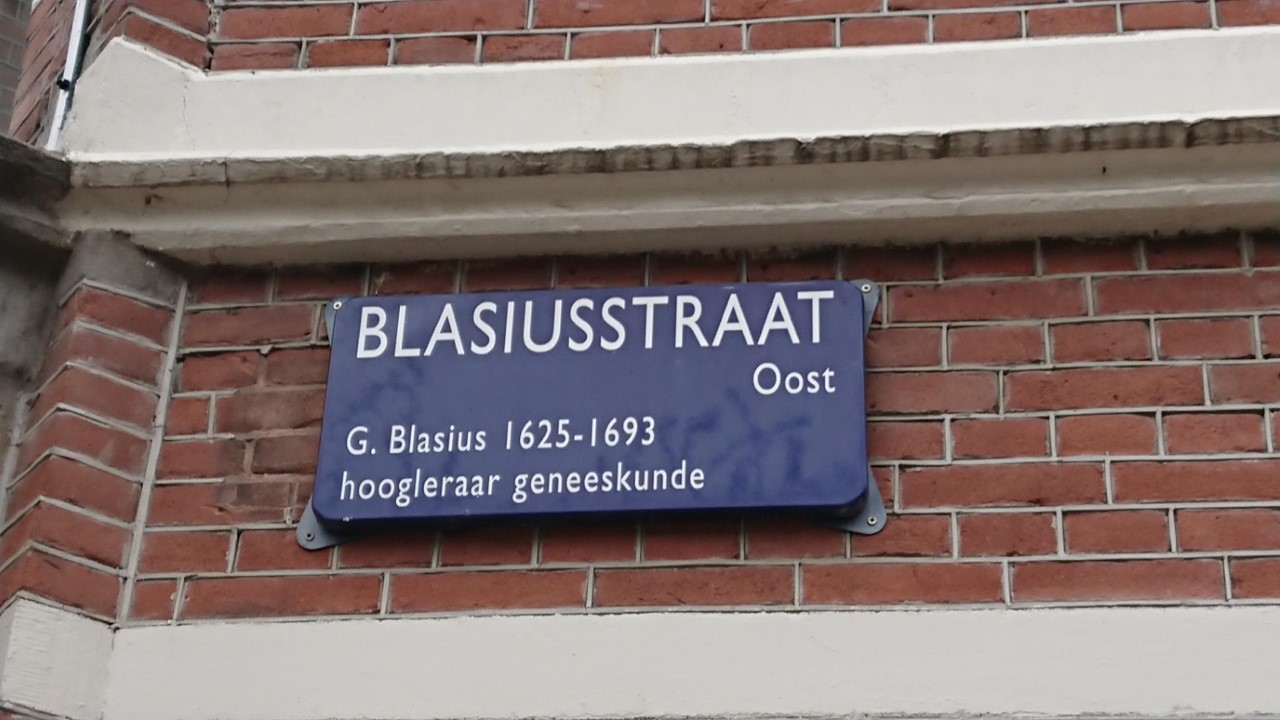 BLASIUSSTRAAT
Oost
G. Blasius 1625-1693
hoogleraar geneeskunde